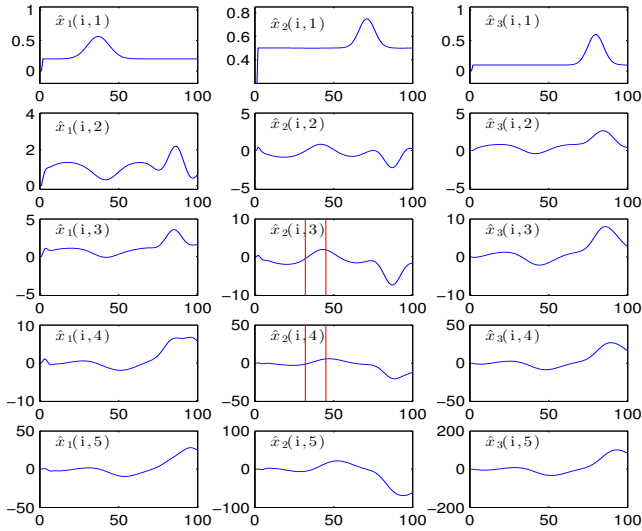 x̂₁(i,1)
1
0.5
0
0 50 100
x̂₂(i,1)
0.8
0.6
0.4
0 50 100
x̂₃(i,1)
1
0.5
0
0 50 100
x̂₁(i,2)
4
2
0
0 50 100
x̂₂(i,2)
5
0
−5
0 50 100
x̂₃(i,2)
5
0
−5
0 50 100
x̂₁(i,3)
5
0
−5
0 50 100
x̂₂(i,3)
10
0
−10
0 50 100
x̂₃(i,3)
10
0
−10
0 50 100
x̂₁(i,4)
10
0
−10
0 50 100
x̂₂(i,4)
50
0
−50
0 50 100
x̂₃(i,4)
50
0
−50
0 50 100
x̂₁(i,5)
50
0
−50
0 50 100
x̂₂(i,5)
100
0
−100
0 50 100
x̂₃(i,5)
200
0
−200
0 50 100